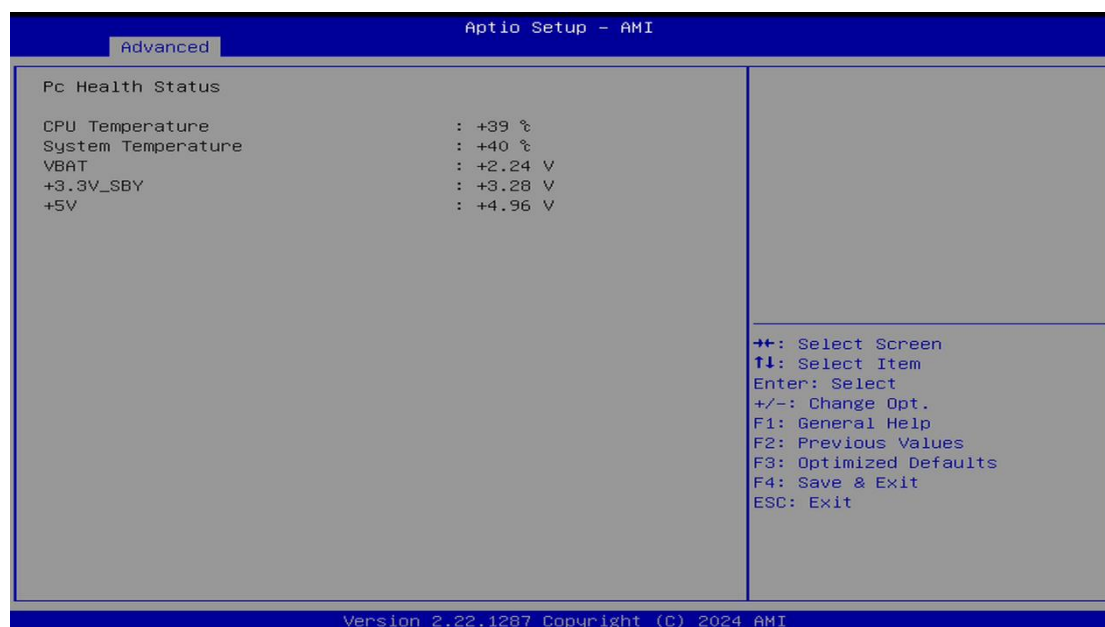 Aptio Setup – AMI
Advanced
Pc Health Status
CPU Temperature : +39 ℃
System Temperature : +40 ℃
VBAT : +2.24 V
+3.3V_SBY : +3.28 V
+5V : +4.96 V
→←: Select Screen
↑↓: Select Item
Enter: Select
+/-: Change Opt.
F1: General Help
F2: Previous Values
F3: Optimized Defaults
F4: Save & Exit
ESC: Exit
Version 2.22.1287 Copyright (C) 2024 AMI